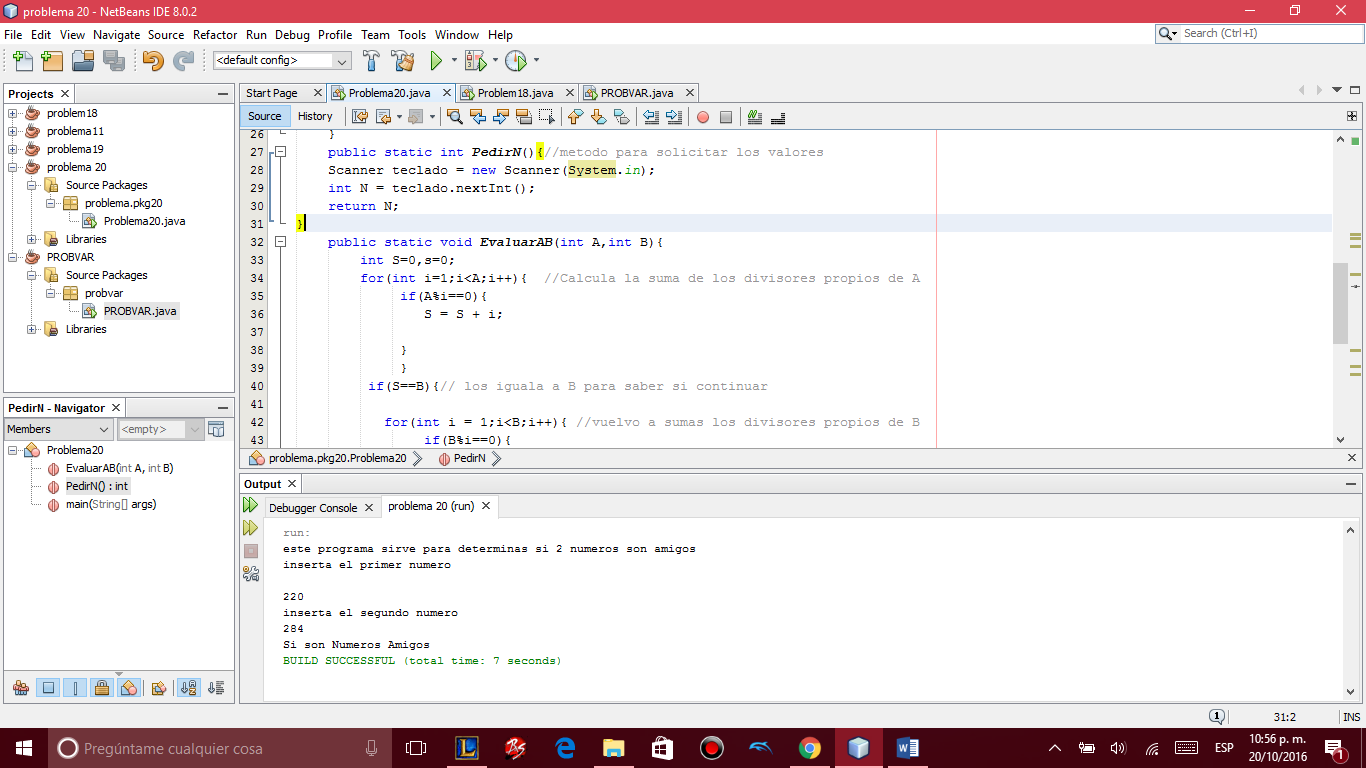 problema 20 - NetBeans IDE 8.0.2
File Edit View Navigate Source Refactor Run Debug Profile Team Tools Window Help
Search (Ctrl+I)
<default config>
Projects
problem18
problema11
problema19
problema 20
Source Packages
problema.pkg20
Problema20.java
Libraries
PROBVAR
Source Packages
probvar
PROBVAR.java
Libraries
PedirN - Navigator
Members
<empty>
Problema20
EvaluarAB(int A, int B)
PedirN() : int
main(String[] args)
Start Page Problema20.java Problem18.java PROBVAR.java
Source History
26 }
27 public static int PedirN(){//metodo para solicitar los valores
28 Scanner teclado = new Scanner(System.in);
29 int N = teclado.nextInt();
30 return N;
31 }
32 public static void EvaluarAB(int A,int B){
33 int S=0,s=0;
34 for(int i=1;i<A;i++){ //Calcula la suma de los divisores propios de A
35 if(A%i==0){
36 S = S + i;
37
38 }
39 }
40 if(S==B){// los iguala a B para saber si continuar
41
42 for(int i = 1;i<B;i++){ //vuelvo a sumas los divisores propios de B
43 if(B%i==0){
problema.pkg20.Problema20 PedirN
Output
Debugger Console problema 20 (run)
run:
este programa sirve para determinas si 2 numeros son amigos
inserta el primer numero
220
inserta el segundo numero
284
Si son Numeros Amigos
BUILD SUCCESSFUL (total time: 7 seconds)
1 31:2 INS
Pregúntame cualquier cosa
ESP
10:56 p. m.
20/10/2016
1